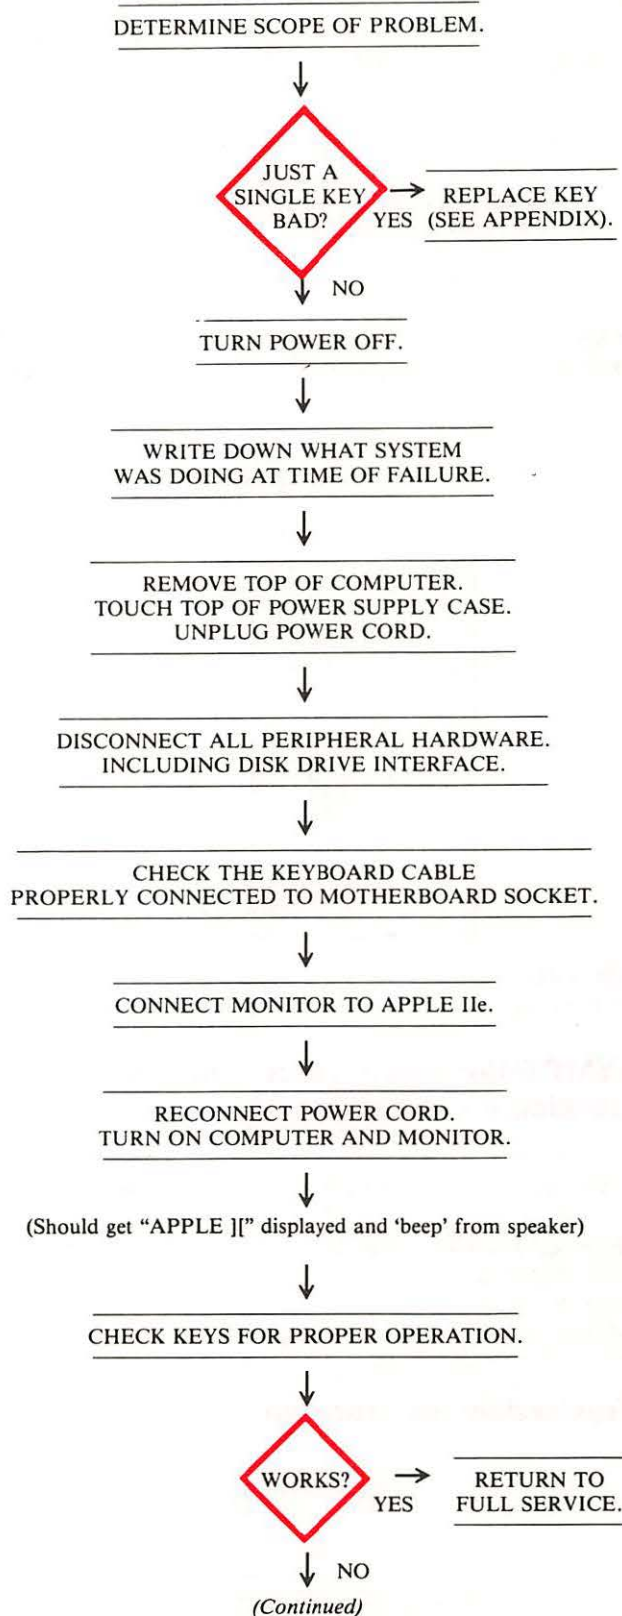 DETERMINE SCOPE OF PROBLEM.
JUST A
SINGLE KEY
BAD?
YES
REPLACE KEY
(SEE APPENDIX).
NO
TURN POWER OFF.
WRITE DOWN WHAT SYSTEM
WAS DOING AT TIME OF FAILURE.
REMOVE TOP OF COMPUTER.
TOUCH TOP OF POWER SUPPLY CASE.
UNPLUG POWER CORD.
DISCONNECT ALL PERIPHERAL HARDWARE.
INCLUDING DISK DRIVE INTERFACE.
CHECK THE KEYBOARD CABLE
PROPERLY CONNECTED TO MOTHERBOARD SOCKET.
CONNECT MONITOR TO APPLE IIe.
RECONNECT POWER CORD.
TURN ON COMPUTER AND MONITOR.
(Should get “APPLE ][” displayed and ‘beep’ from speaker)
CHECK KEYS FOR PROPER OPERATION.
WORKS?
YES
RETURN TO
FULL SERVICE.
NO
(Continued)